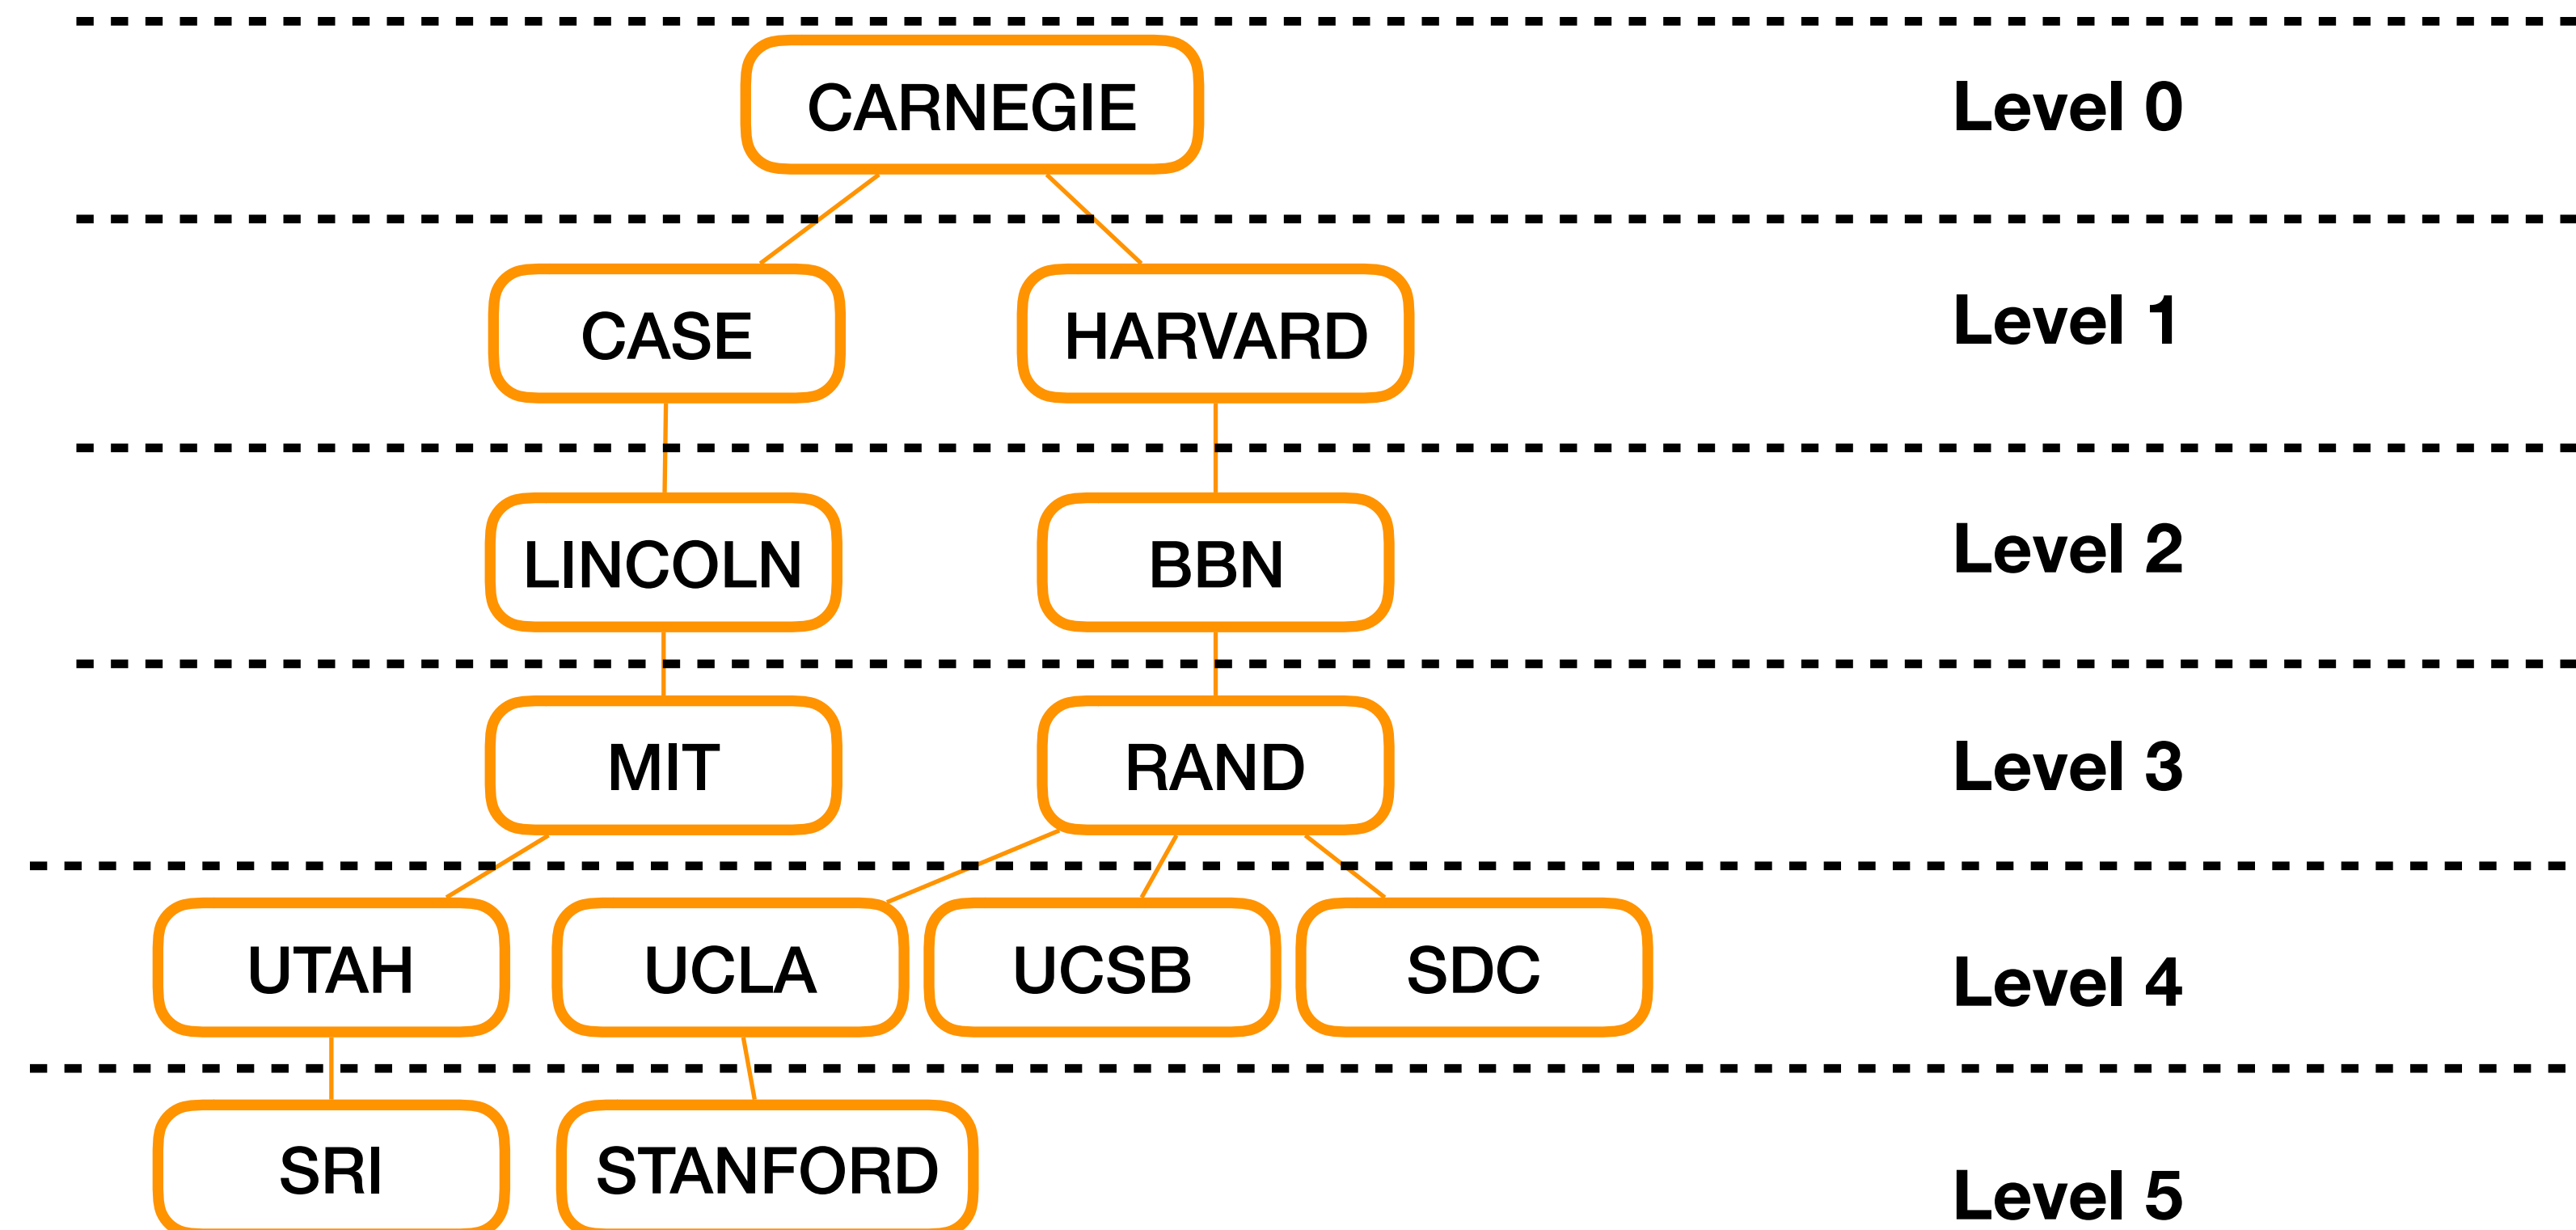 CARNEGIE Level 0
CASE HARVARD Level 1
LINCOLN BBN Level 2
MIT RAND Level 3
UTAH UCLA UCSB SDC Level 4
SRI STANFORD Level 5